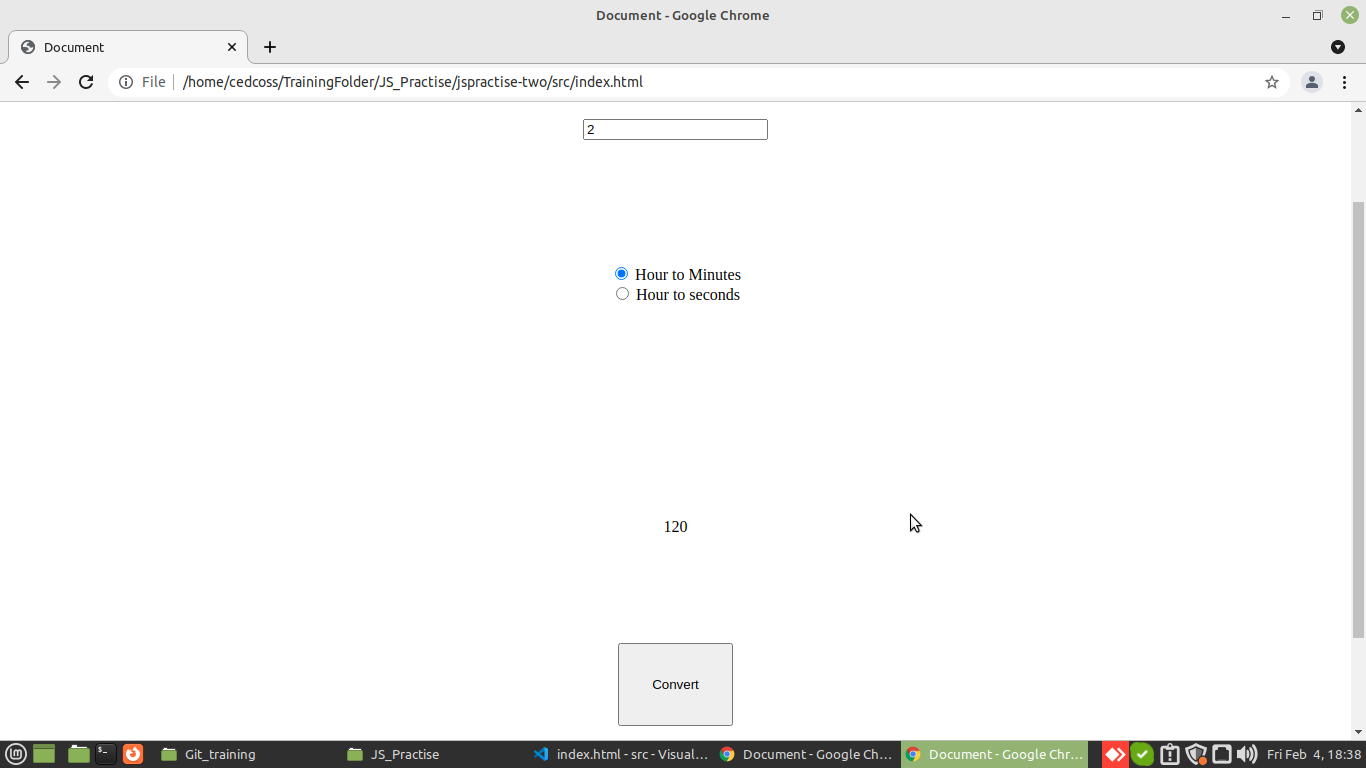 Document - Google Chrome
Document
File
/home/cedcoss/TrainingFolder/JS_Practise/jspractise-two/src/index.html
2
Hour to Minutes
Hour to seconds
120
Convert
Git_training
JS_Practise
index.html - src - Visual...
Document - Google Ch...
Document - Google Chr...
Fri Feb 4, 18:38